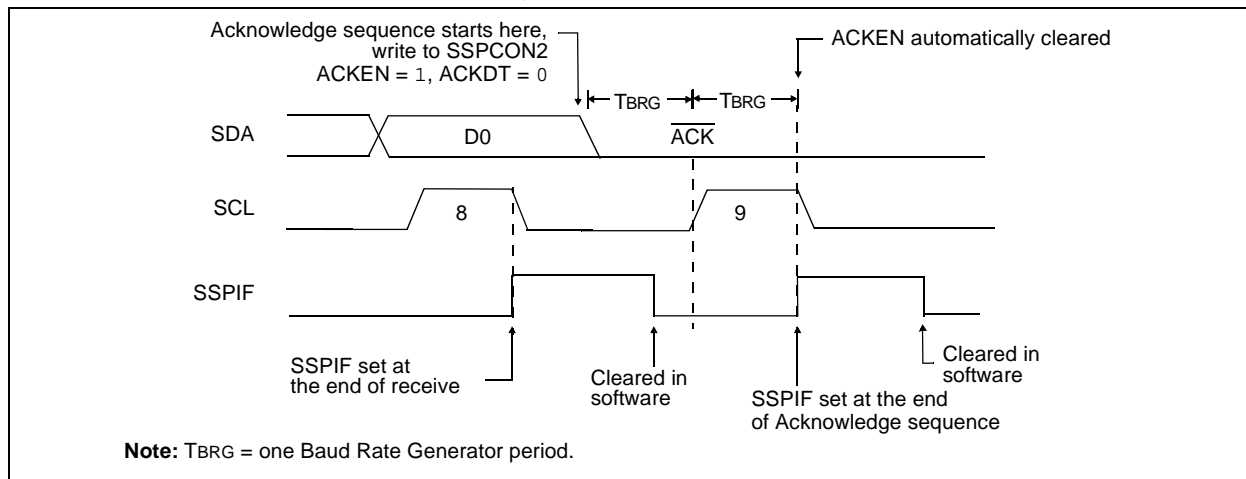 Acknowledge sequence starts here,
write to SSPCON2
ACKEN = 1, ACKDT = 0
ACKEN automatically cleared
TBRG
TBRG
SDA
D0
ACK
SCL
8
9
SSPIF
SSPIF set at
the end of receive
Cleared in
software
SSPIF set at the end
of Acknowledge sequence
Cleared in
software
Note: TBRG = one Baud Rate Generator period.